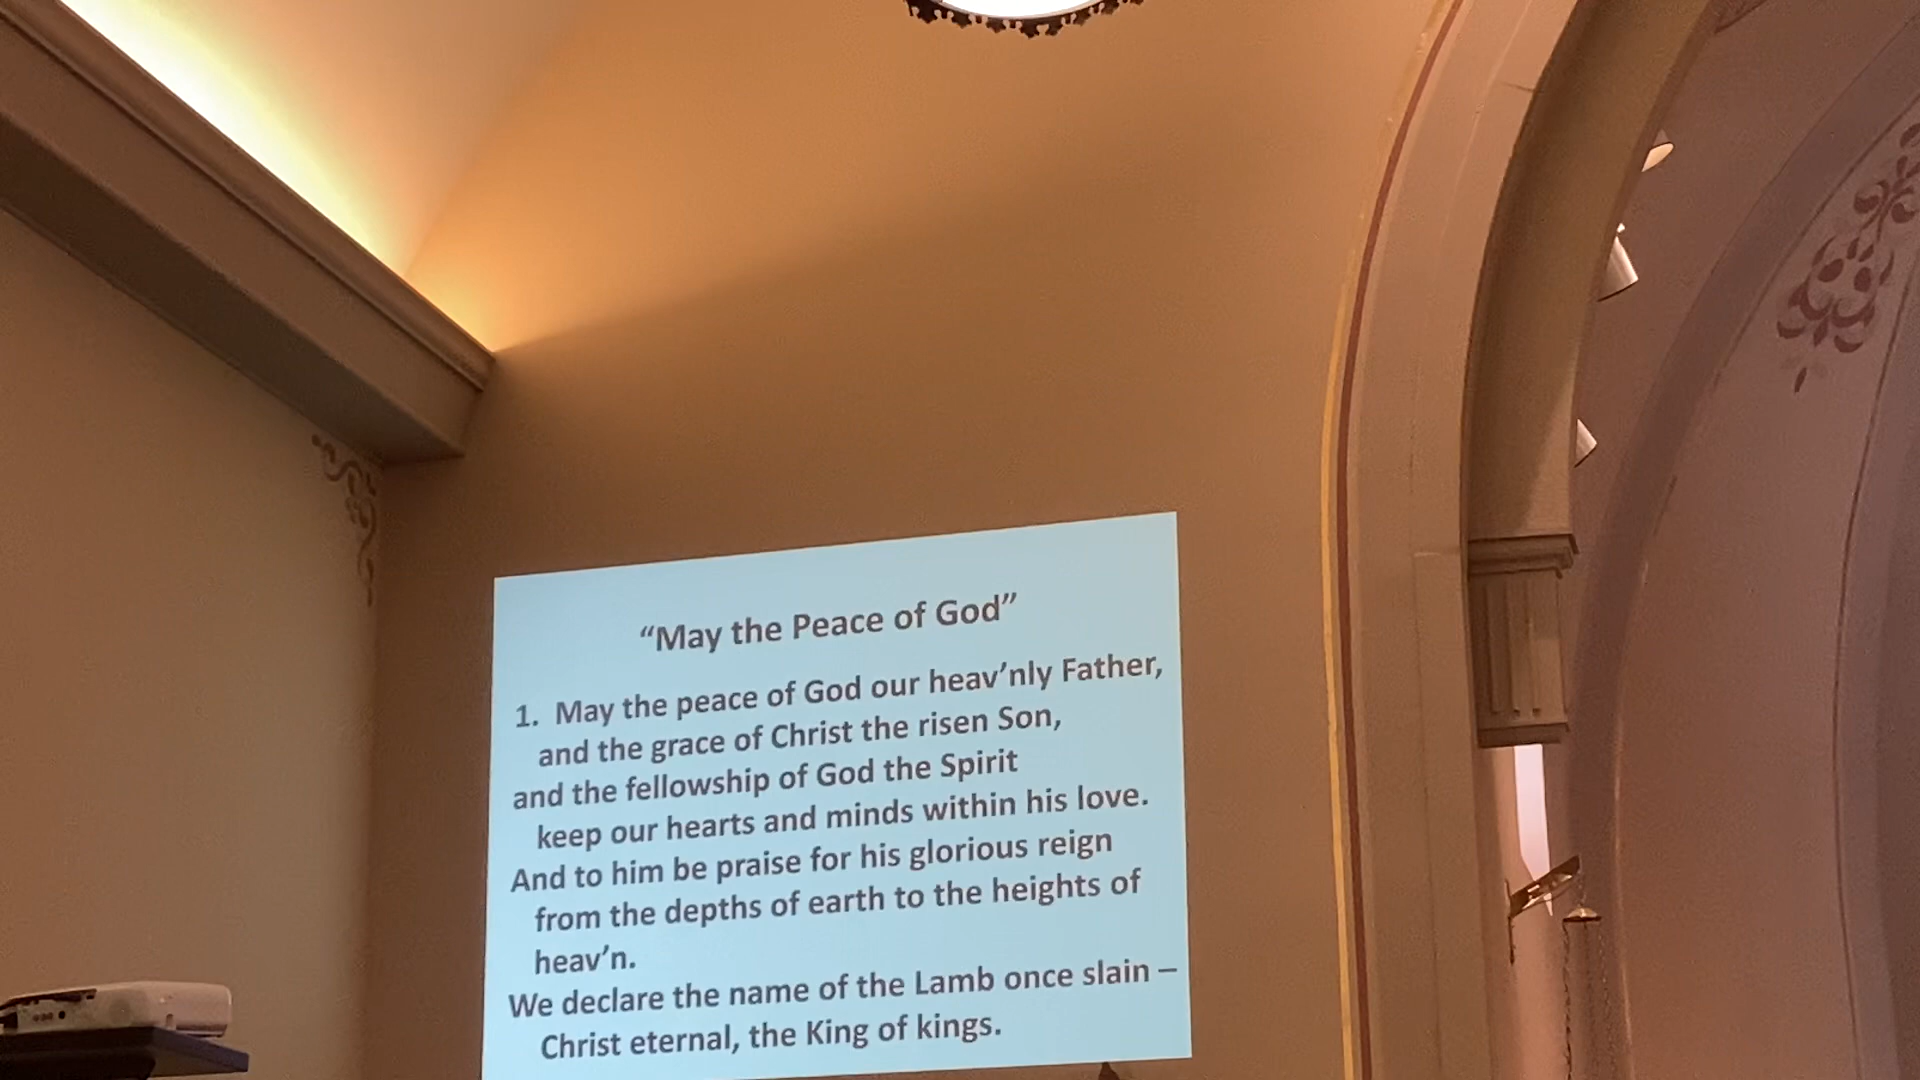 “May the Peace of God”
1. May the peace of God our heav’nly Father,
and the grace of Christ the risen Son,
and the fellowship of God the Spirit
keep our hearts and minds within his love.
And to him be praise for his glorious reign
from the depths of earth to the heights of
heav’n.
We declare the name of the Lamb once slain –
Christ eternal, the King of kings.